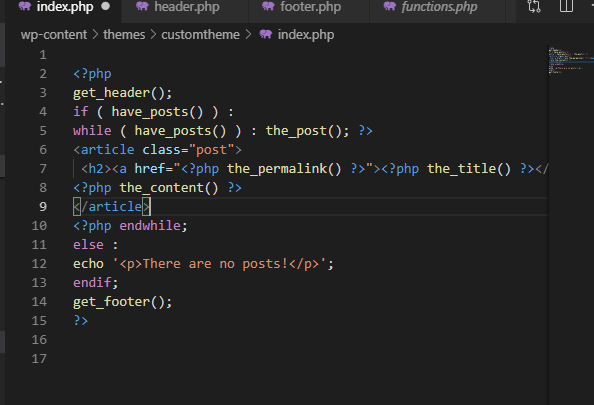 index.php header.php footer.php functions.php
wp-content > themes > customtheme > index.php
1
2 <?php
3 get_header();
4 if ( have_posts() ) :
5 while ( have_posts() ) : the_post(); ?>
6 <article class="post">
7 <h2><a href="<?php the_permalink() ?>"><?php the_title() ?></
8 <?php the_content() ?>
9 </article>
10 <?php endwhile;
11 else :
12 echo '<p>There are no posts!</p>';
13 endif;
14 get_footer();
15 ?>
16
17